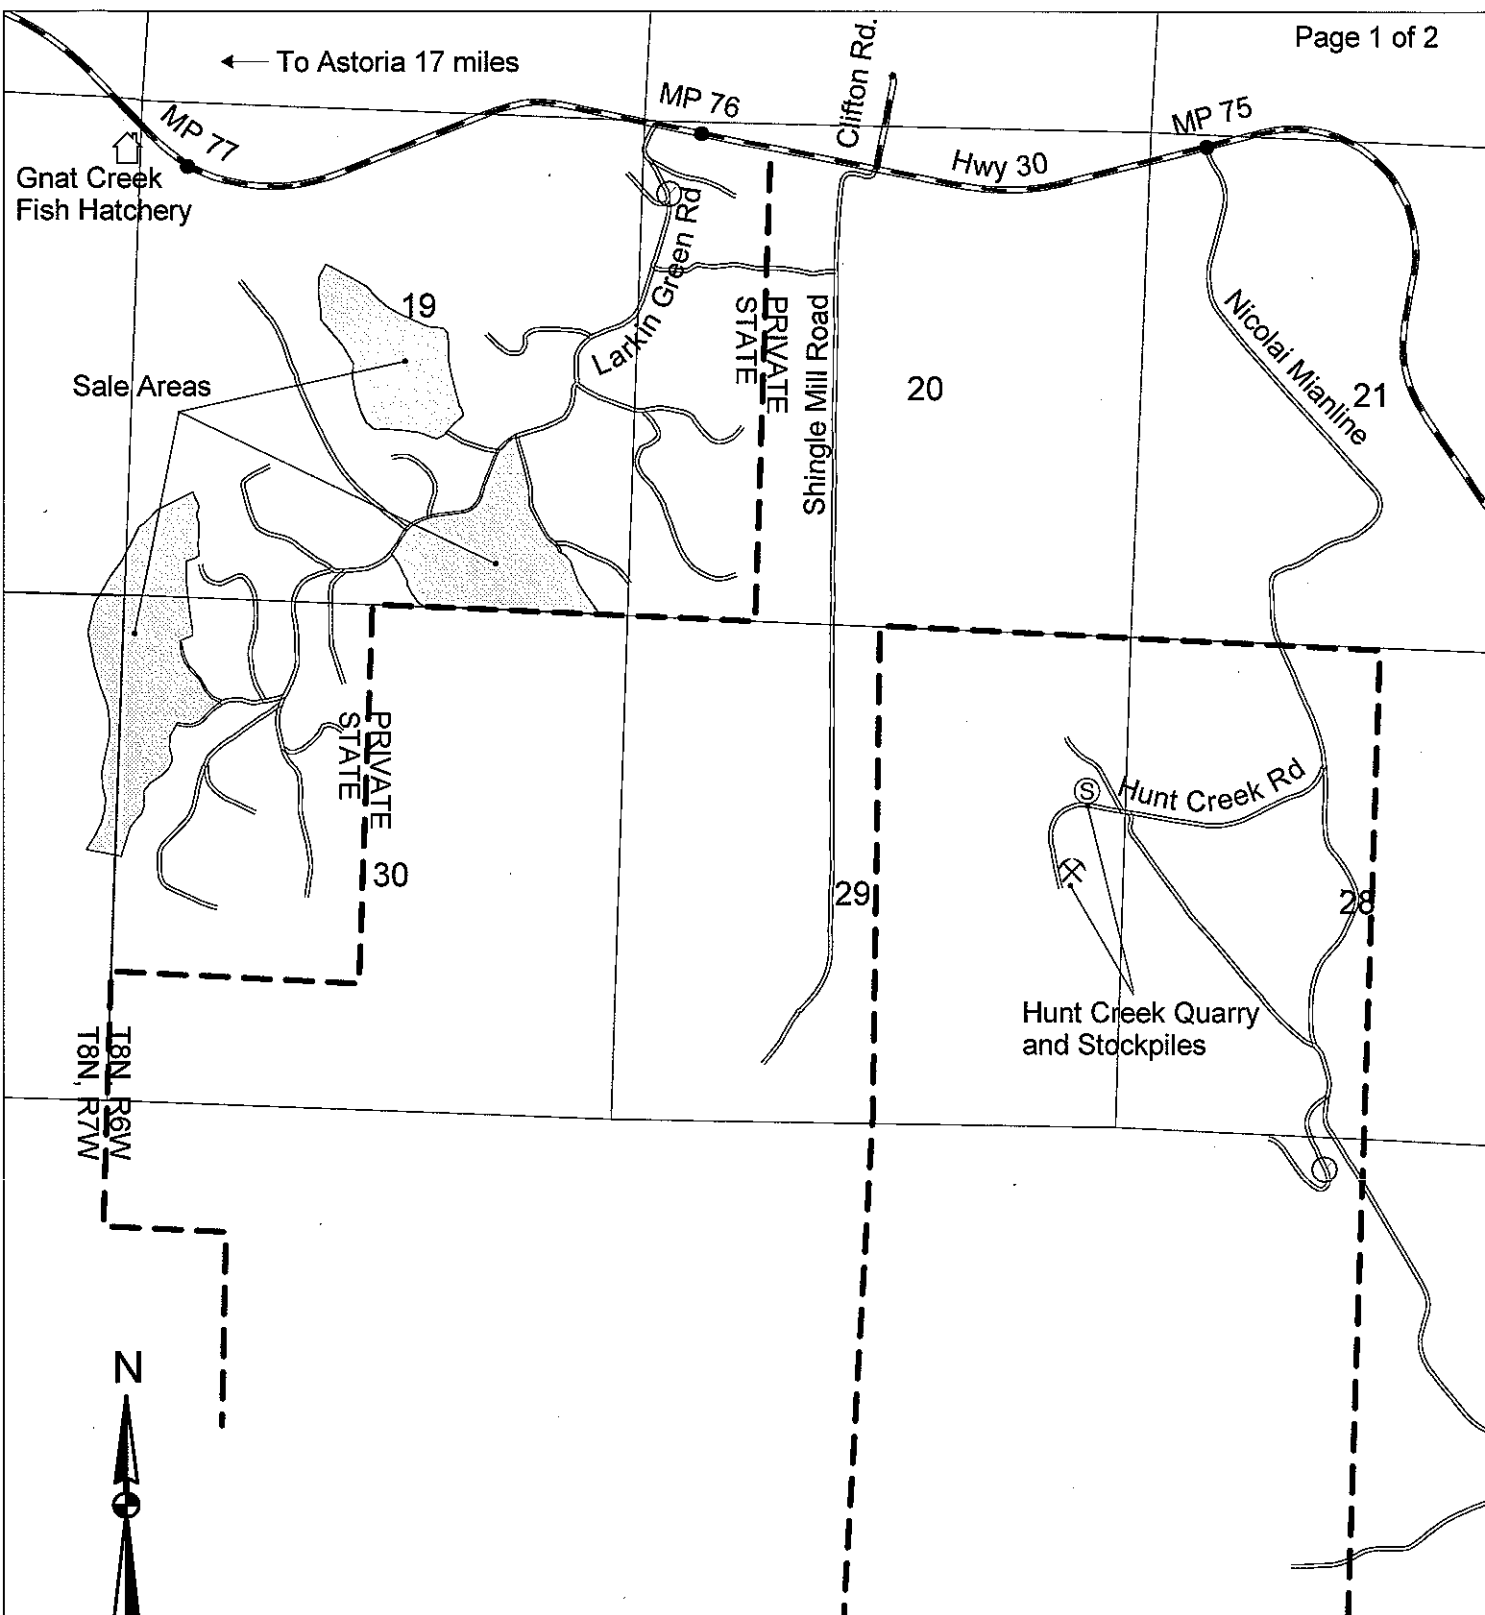 Page 1 of 2
To Astoria 17 miles
Clifton Rd.
MP 76
MP 75
MP 77
Hwy 30
Gnat Creek
Fish Hatchery
Larkin Green Rd
19
PRIVATE
STATE
Shingle Mill Road
Nicolai Mianline
Sale Areas
20
21
PRIVATE
STATE
Hunt Creek Rd
S
30
29
28
Hunt Creek Quarry
and Stockpiles
T8N, R6W
T8N, R7W
N